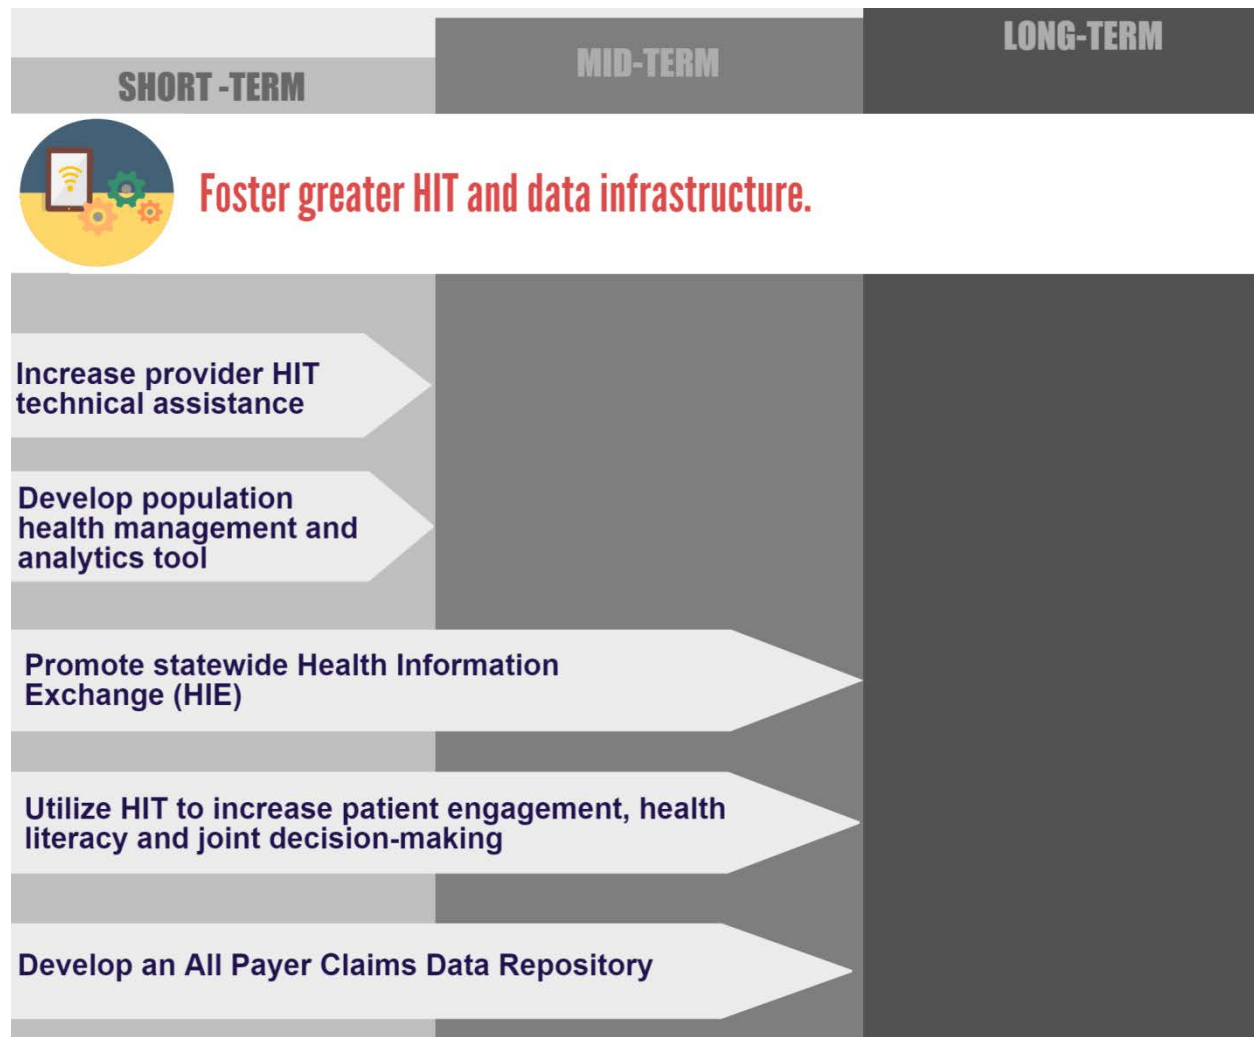 SHORT -TERM
MID-TERM
LONG-TERM
Foster greater HIT and data infrastructure.
Increase provider HIT
technical assistance
Develop population
health management and
analytics tool
Promote statewide Health Information
Exchange (HIE)
Utilize HIT to increase patient engagement, health
literacy and joint decision-making
Develop an All Payer Claims Data Repository